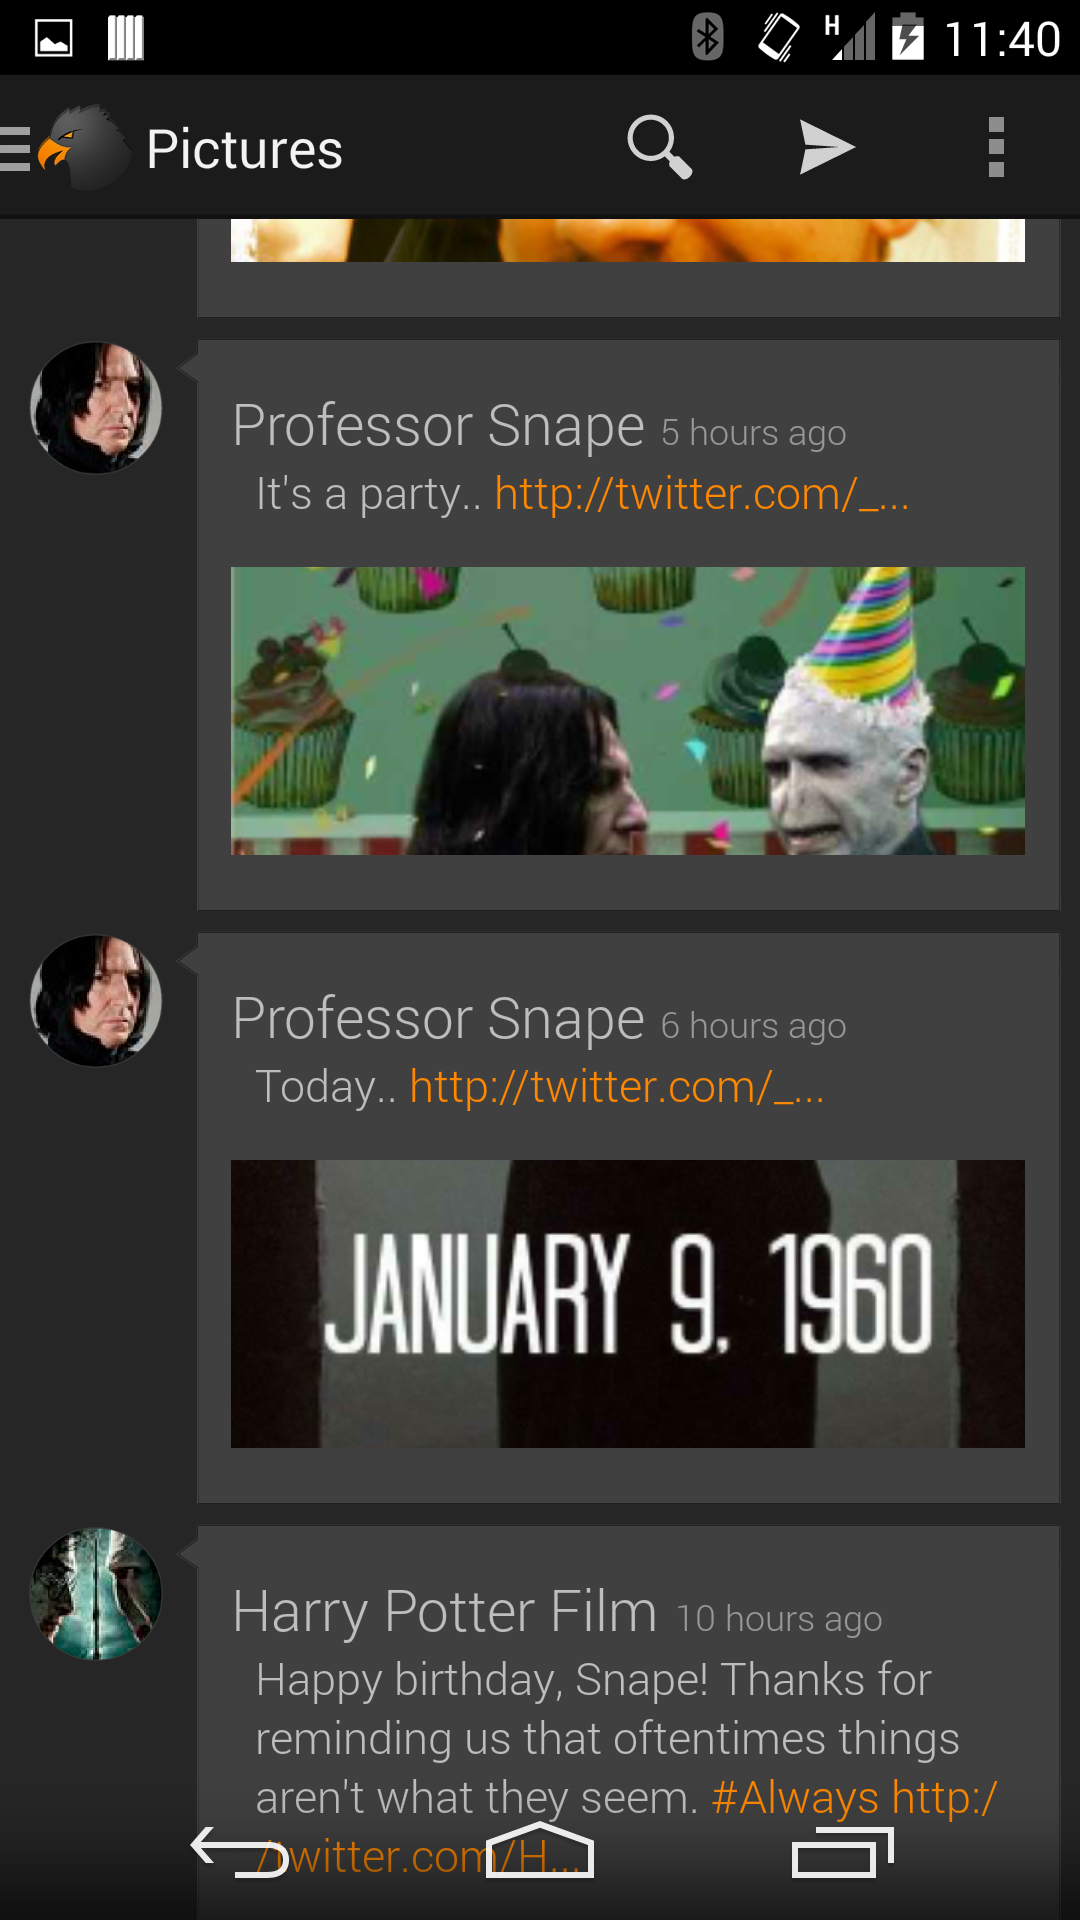 H 11:40
Pictures
Professor Snape 5 hours ago
It's a party.. http://twitter.com/_...
Professor Snape 6 hours ago
Today.. http://twitter.com/_...
JANUARY 9, 1960
Harry Potter Film 10 hours ago
Happy birthday, Snape! Thanks for
reminding us that oftentimes things
aren't what they seem. #Always http:/
/twitter.com/H...